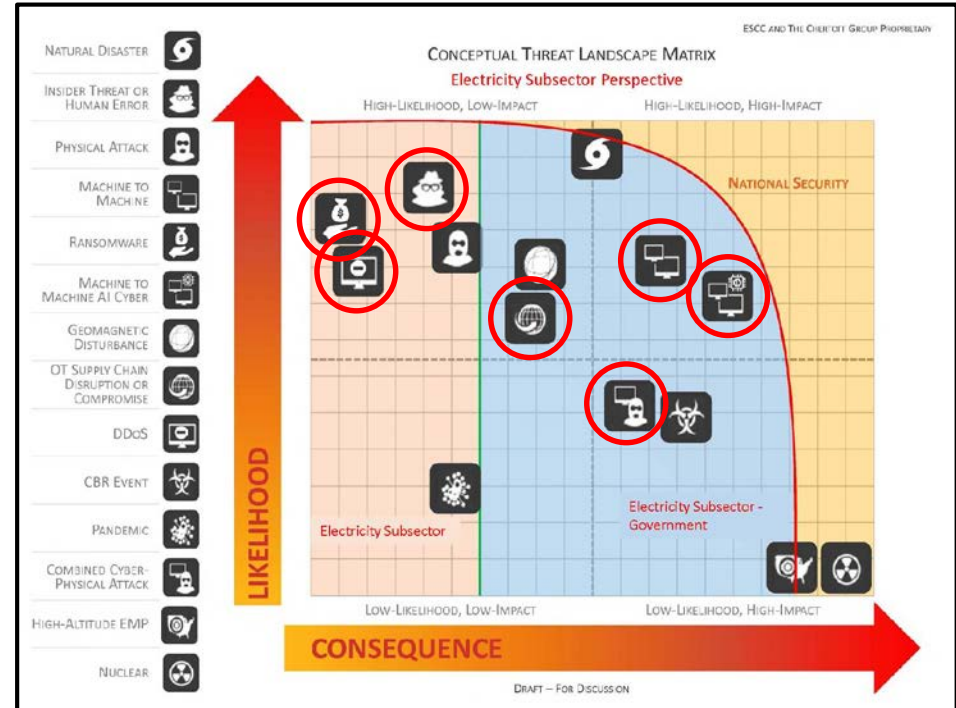 ESCC AND THE CHERTOFF GROUP PROPRIETARY
CONCEPTUAL THREAT LANDSCAPE MATRIX
Electricity Subsector Perspective
HIGH-LIKELIHOOD, LOW-IMPACT
HIGH-LIKELIHOOD, HIGH-IMPACT
NATURAL DISASTER
INSIDER THREAT OR
HUMAN ERROR
PHYSICAL ATTACK
MACHINE TO
MACHINE
RANSOMWARE
MACHINE TO
MACHINE AI CYBER
GEOMAGNETIC
DISTURBANCE
OT SUPPLY CHAIN
DISRUPTION OR
COMPROMISE
DDOS
CBR EVENT
PANDEMIC
COMBINED CYBER-
PHYSICAL ATTACK
HIGH-ALTITUDE EMP
NUCLEAR
LIKELIHOOD
NATIONAL SECURITY
Electricity Subsector
Electricity Subsector -
Government
LOW-LIKELIHOOD, LOW-IMPACT
LOW-LIKELIHOOD, HIGH-IMPACT
CONSEQUENCE
DRAFT – FOR DISCUSSION